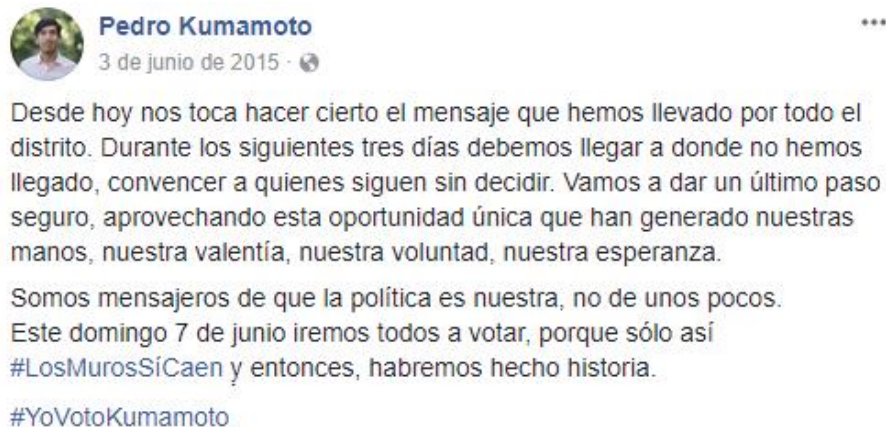 Pedro Kumamoto
3 de junio de 2015 ·
Desde hoy nos toca hacer cierto el mensaje que hemos llevado por todo el
distrito. Durante los siguientes tres días debemos llegar a donde no hemos
llegado, convencer a quienes siguen sin decidir. Vamos a dar un último paso
seguro, aprovechando esta oportunidad única que han generado nuestras
manos, nuestra valentía, nuestra voluntad, nuestra esperanza.
Somos mensajeros de que la política es nuestra, no de unos pocos.
Este domingo 7 de junio iremos todos a votar, porque sólo así
#LosMurosSíCaen y entonces, habremos hecho historia.
#YoVotoKumamoto